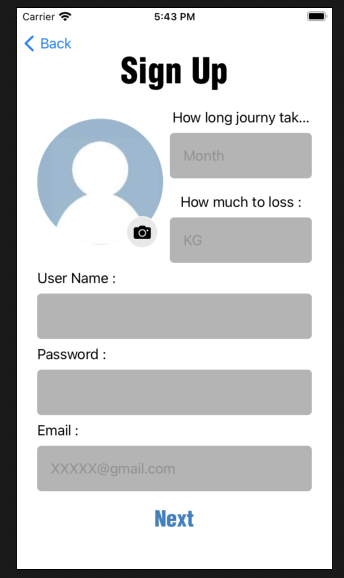 Carrier 5:43 PM
Back
Sign Up
How long journy tak...
Month
How much to loss :
KG
User Name :
Password :
Email :
XXXXX@gmail.com
Next